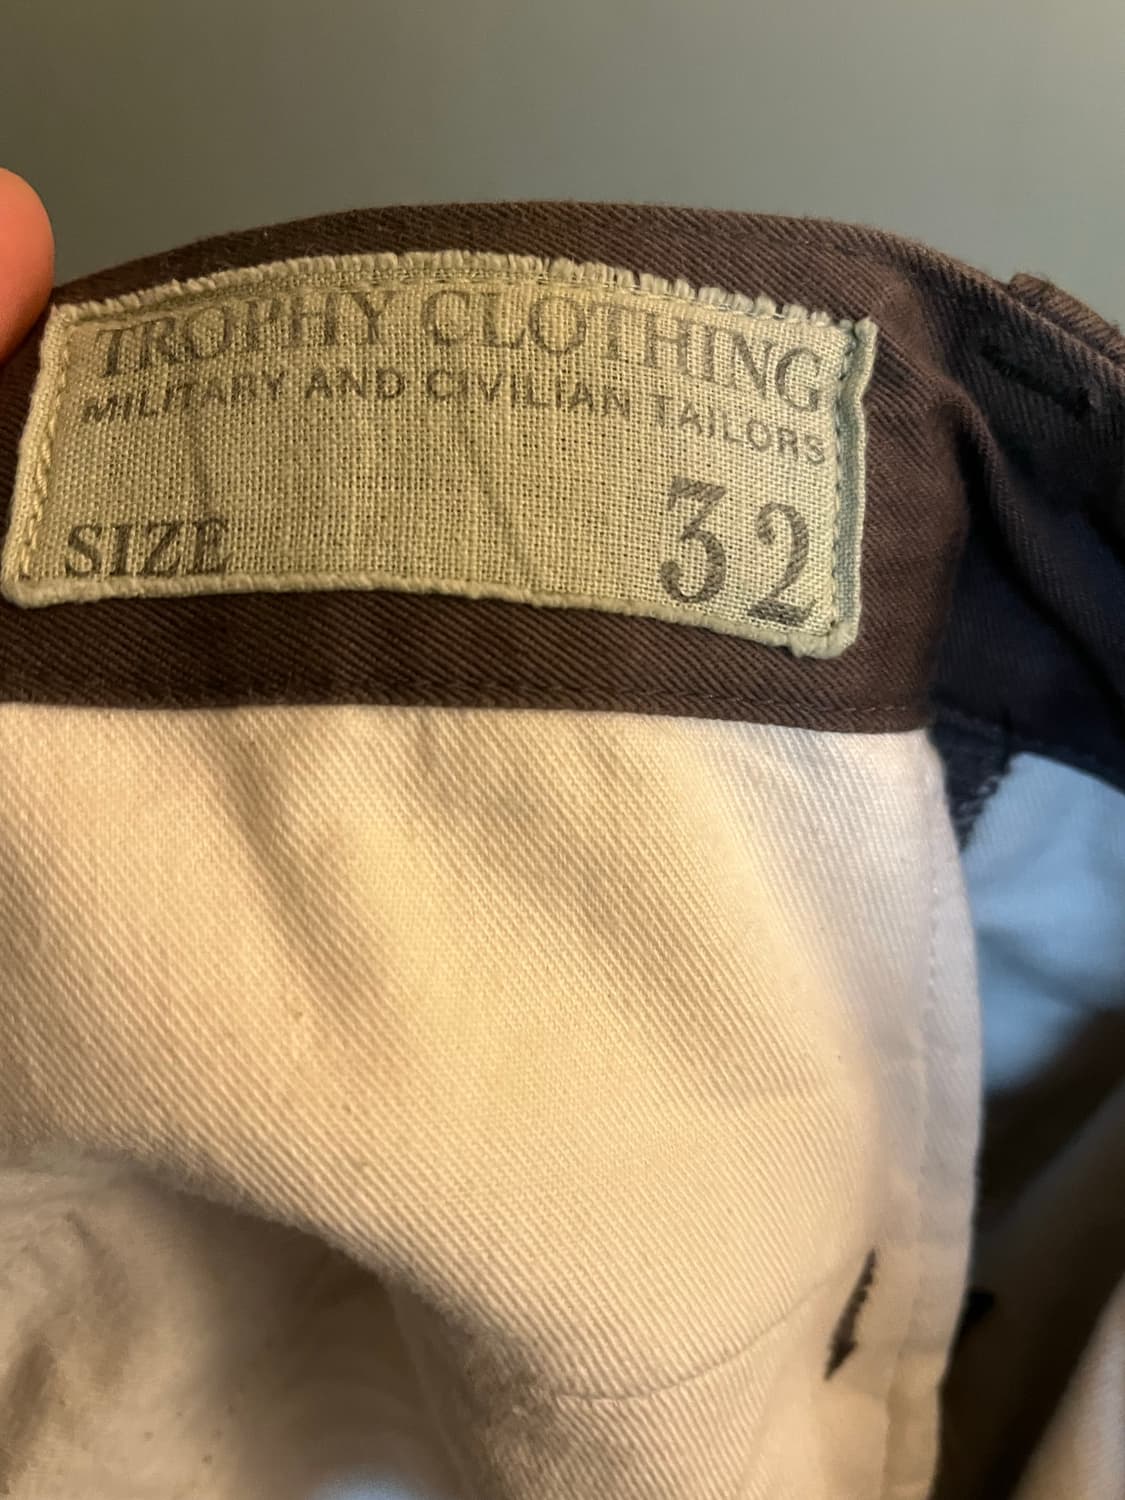 TROPHY CLOTHING
MILITARY AND CIVILIAN TAILORS
SIZE 32